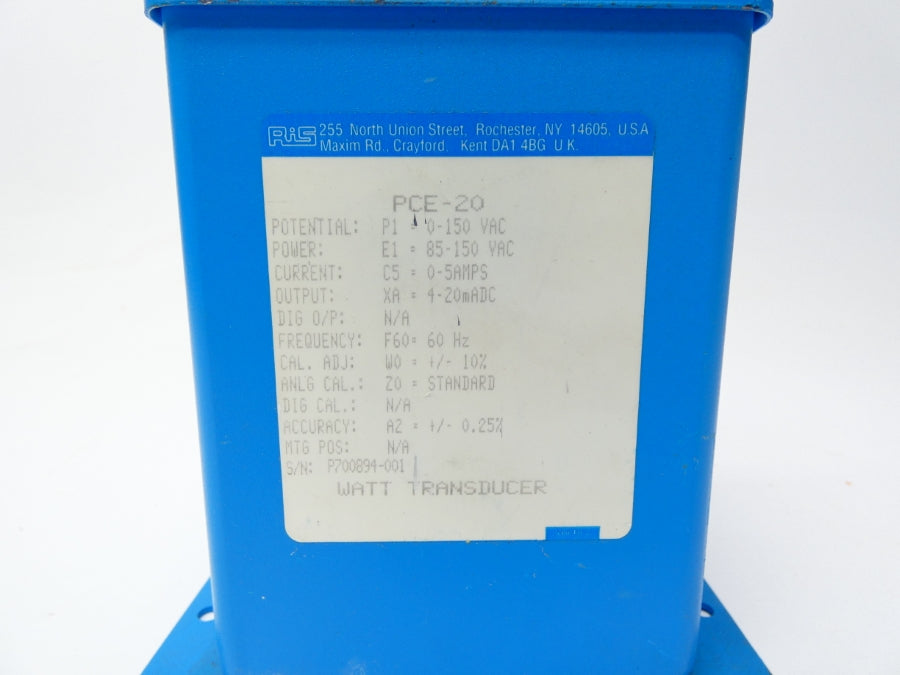 RiS 255 North Union Street, Rochester, NY 14605, U.S.A
Maxim Rd., Crayford. Kent DA1 4BG U.K.
PCE-20
POTENTIAL: P1 = 0-150 VAC
POWER: E1 = 85-150 VAC
CURRENT: C5 = 0-5AMPS
OUTPUT: XA = 4-20mADC
DIG O/P: N/A
FREQUENCY: F60= 60 Hz
CAL. ADJ: W0 = +/- 10%
ANL'G CAL.: Z0 = STANDARD
DIG CAL.: N/A
ACCURACY: A2 = +/- 0.25%
MTG POS: N/A
S/N: P700894-001
WATT TRANSDUCER